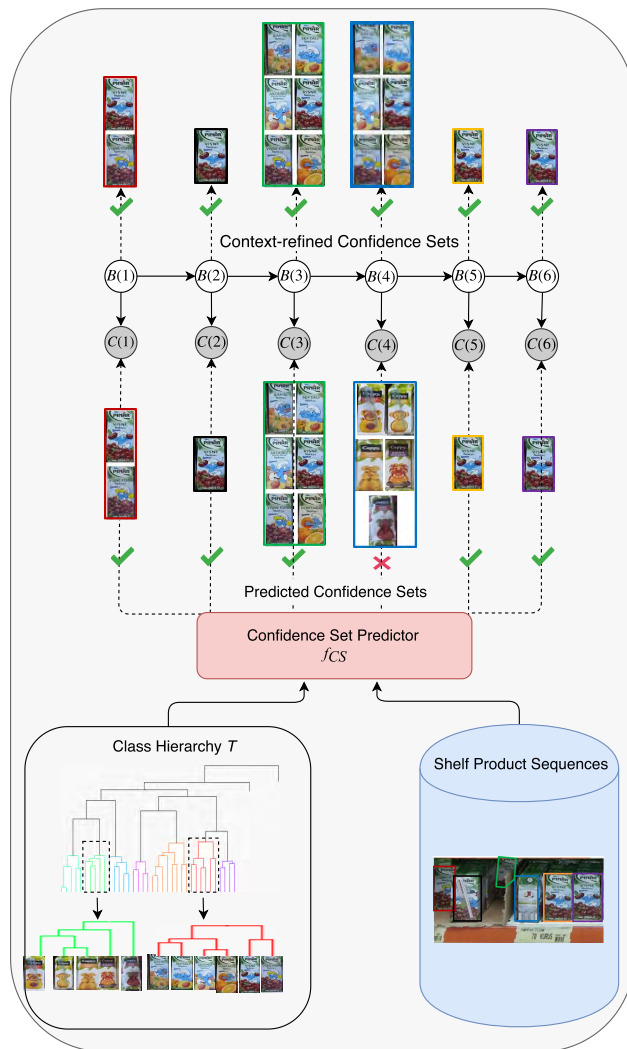 Context-refined Confidence Sets
B(1) B(2) B(3) B(4) B(5) B(6)
C(1) C(2) C(3) C(4) C(5) C(6)
Predicted Confidence Sets
Confidence Set Predictor
fCS
Class Hierarchy T
Shelf Product Sequences